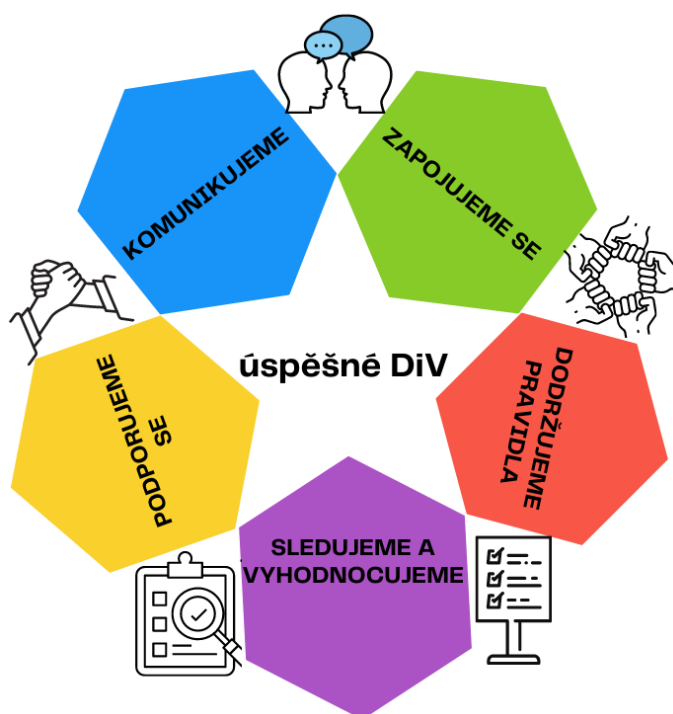 KOMUNIKUJEME
ZAPOJUJEME SE
úspěšné DiV
PODPORUJEME
SE
DODRŽUJEME
PRAVIDLA
SLEDUJEME A
VYHODNOCUJEME